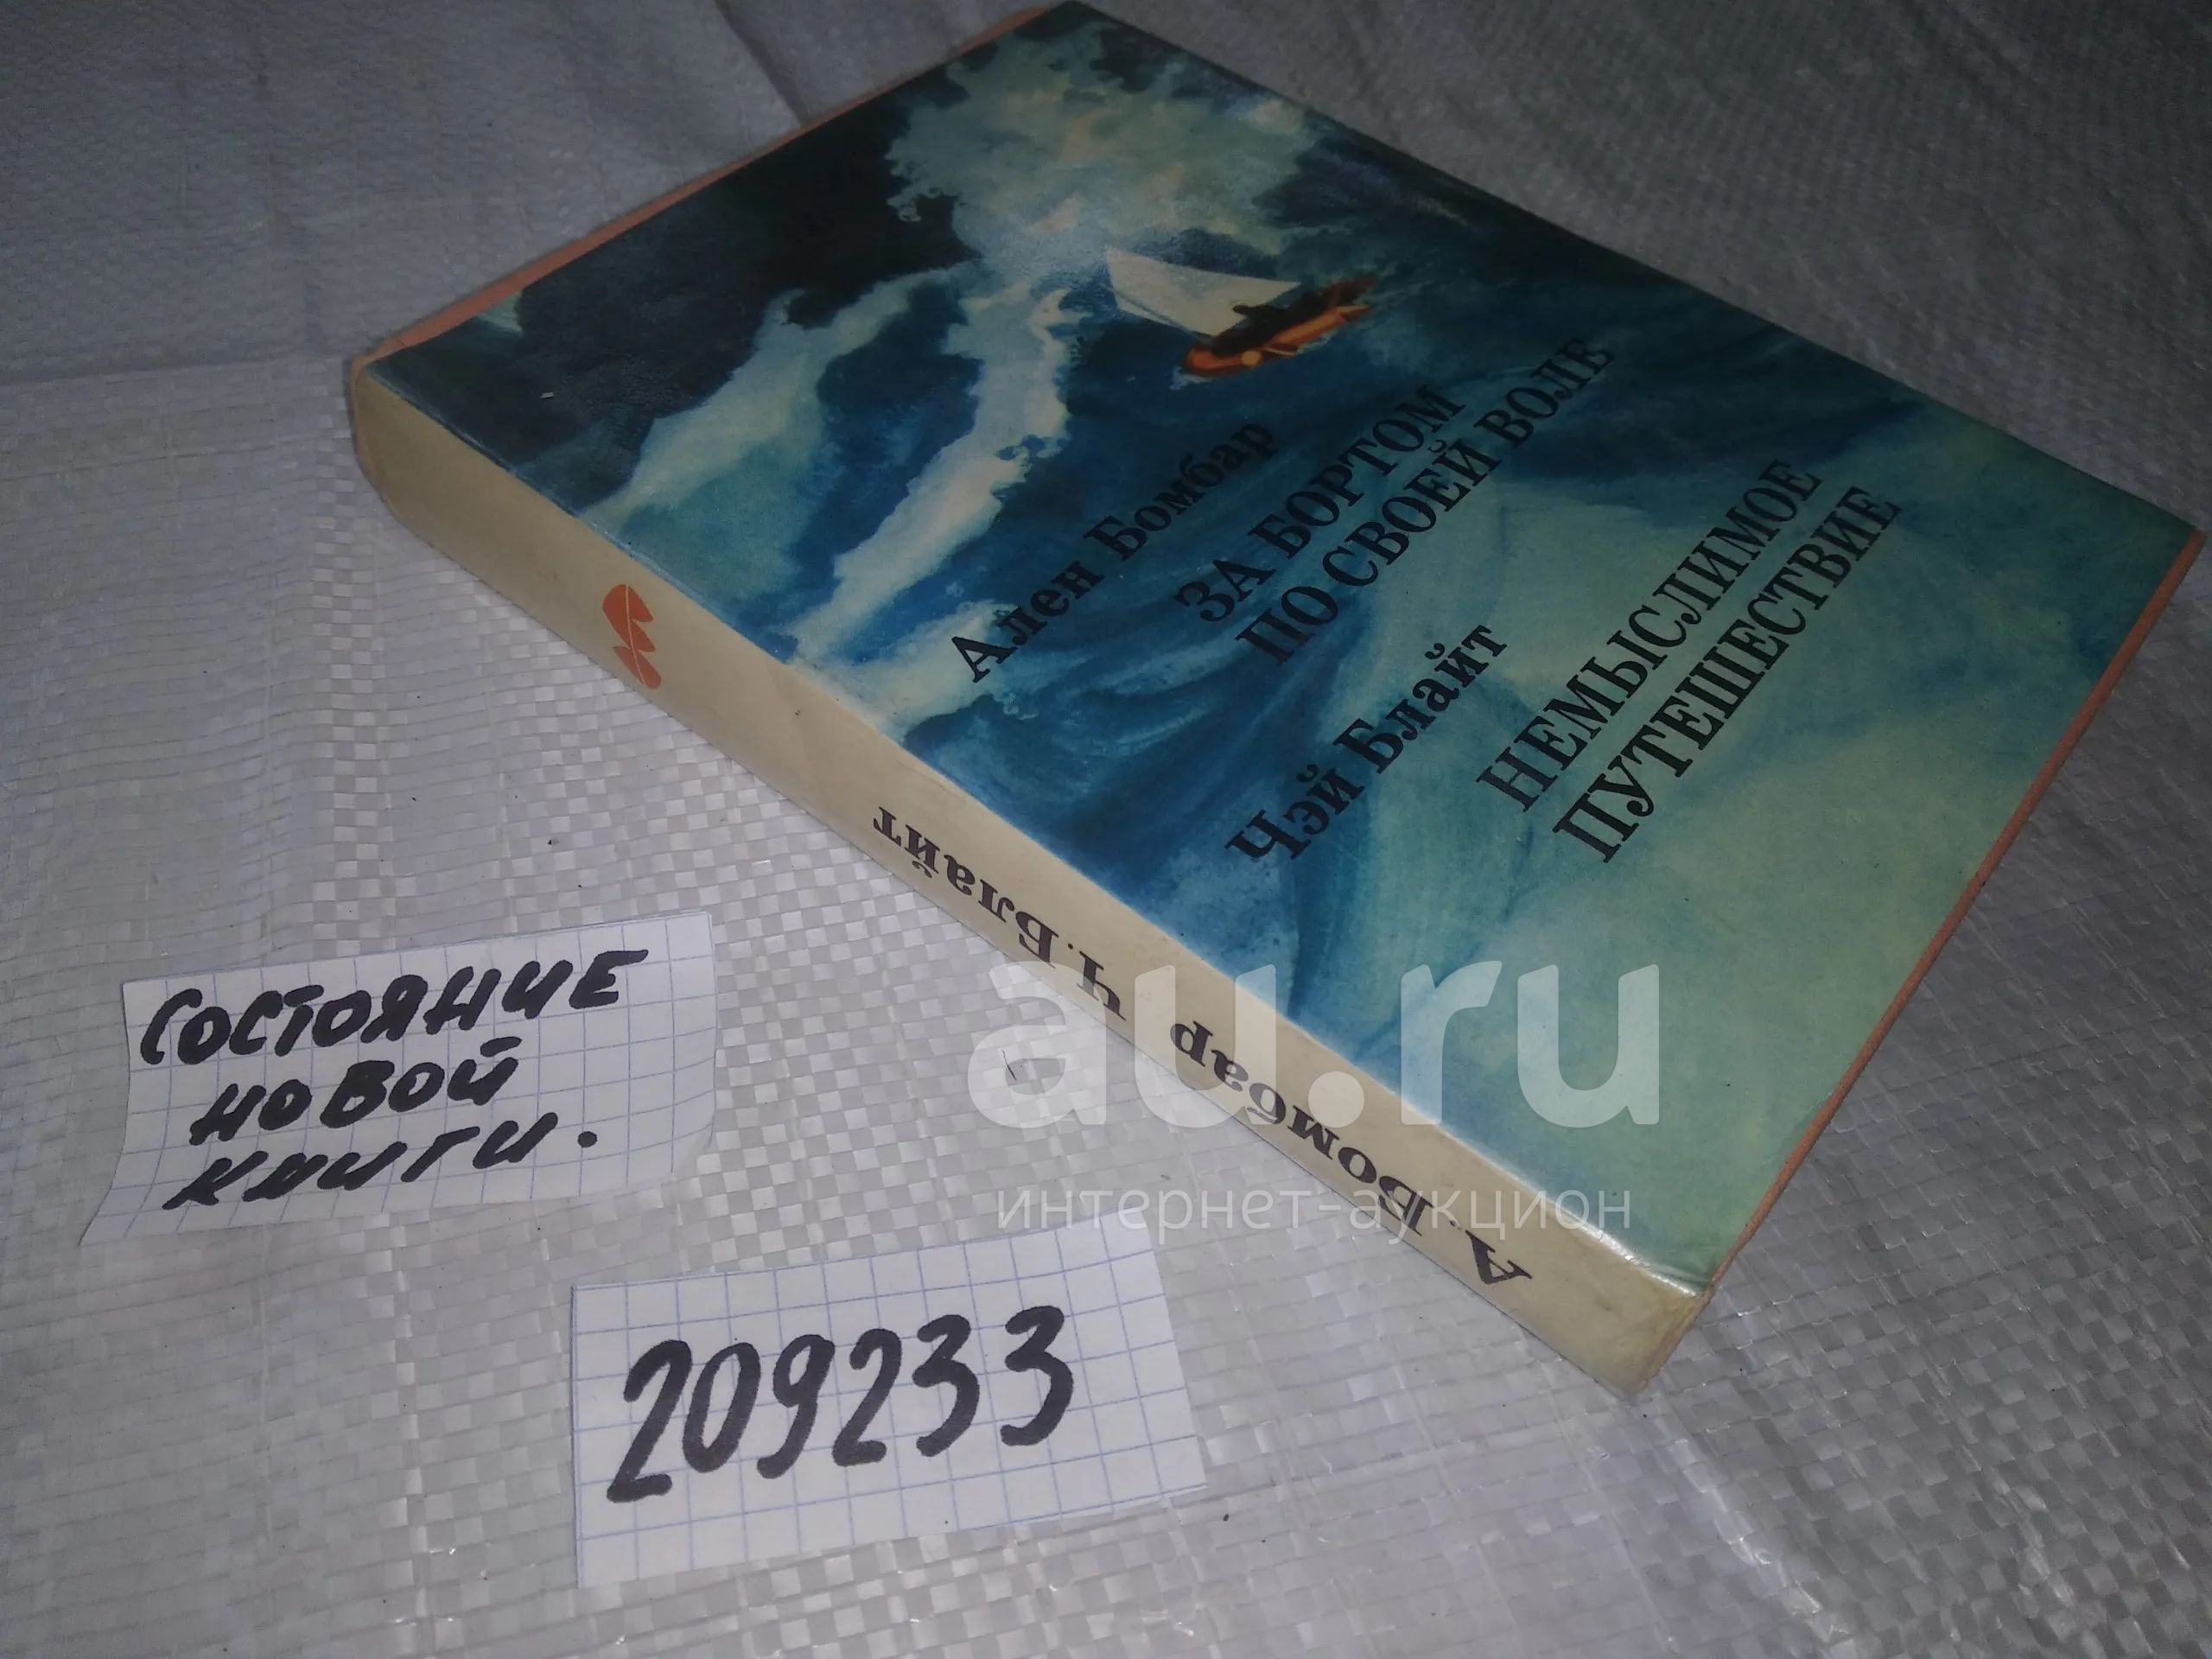 Ален Бомбар
ЗА БОРТОМ
ПО СВОЕЙ ВОЛЕ
Чэй Блайт
НЕМЫСЛИМОЕ
ПУТЕШЕСТВИЕ
А.Бомбар Ч.Блайт
au.ru
интернет-аукцион
СОСТОЯНИЕ
НОВОЙ
КНИГИ.
209233